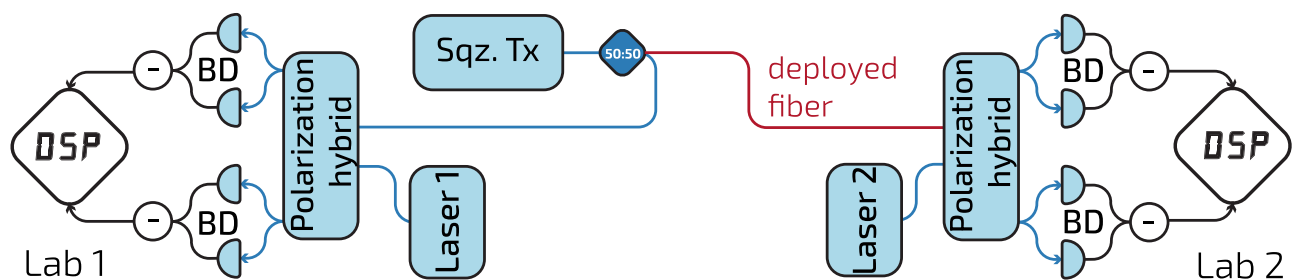 Sqz. Tx
50:50
deployed
fiber
-
BD
Polarization
hybrid
DSP
-
BD
Laser 1
Lab 1
Polarization
hybrid
BD
-
DSP
Laser 2
BD
-
Lab 2